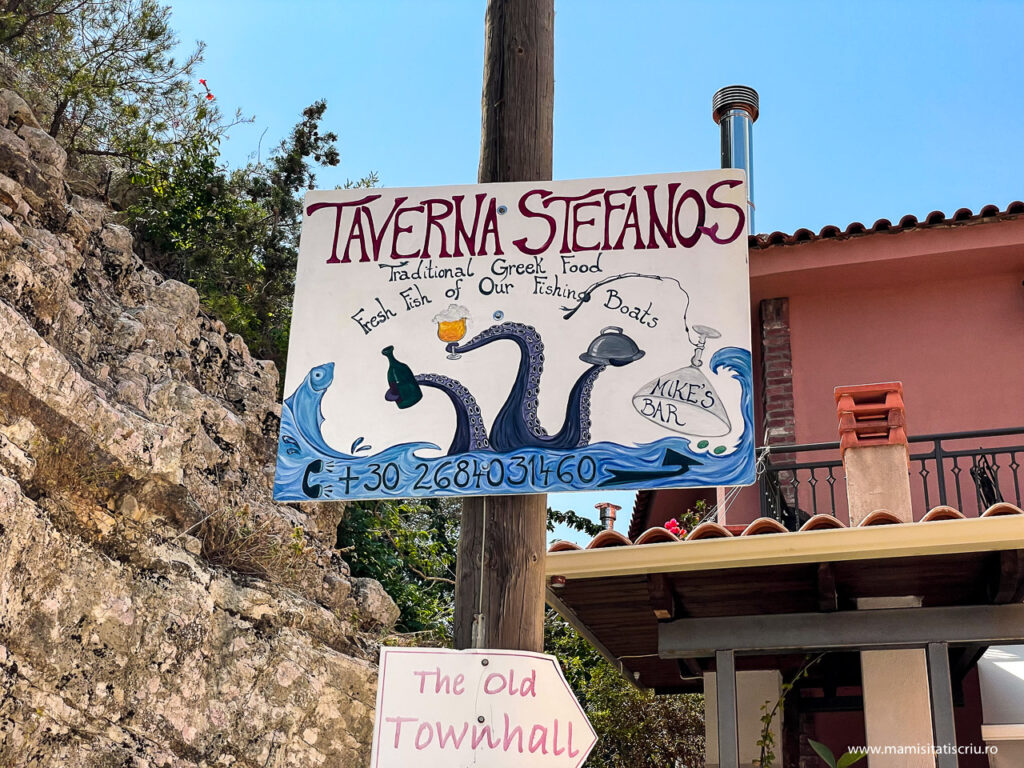 TAVERNA STEFANOS
Traditional Greek Food
Fresh Fish of Our Fishing Boats
MIKE'S
BAR
+30 2684031460
The Old
Townhall
www.mamisitatiscriu.ro